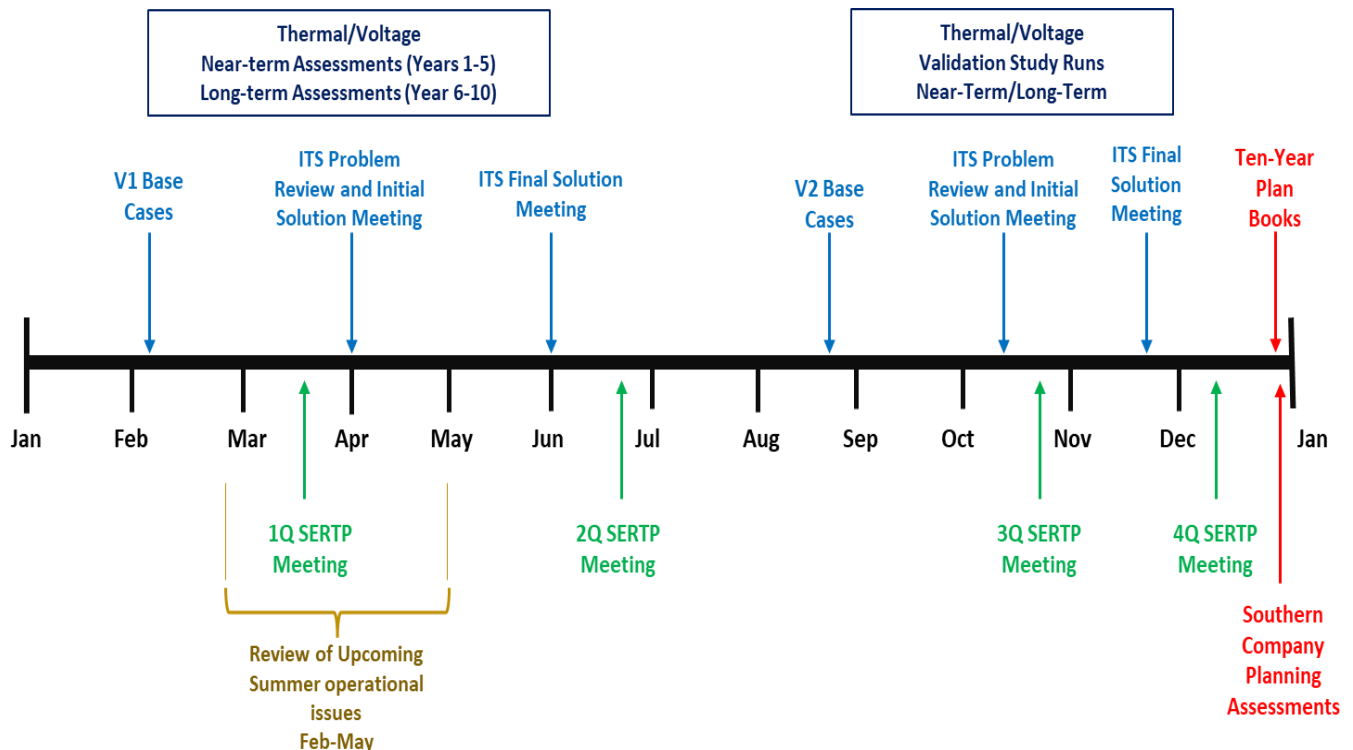 Thermal/Voltage
Near-term Assessments (Years 1-5)
Long-term Assessments (Year 6-10)
Thermal/Voltage
Validation Study Runs
Near-Term/Long-Term
V1 Base
Cases
ITS Problem
Review and Initial
Solution Meeting
ITS Final Solution
Meeting
V2 Base
Cases
ITS Problem
Review and Initial
Solution Meeting
ITS Final
Solution
Meeting
Ten-Year
Plan
Books
Jan
Feb
Mar
Apr
May
Jun
Jul
Aug
Sep
Oct
Nov
Dec
Jan
1Q SERTP
Meeting
2Q SERTP
Meeting
3Q SERTP
Meeting
4Q SERTP
Meeting
Review of Upcoming
Summer operational
issues
Feb-May
Southern
Company
Planning
Assessments